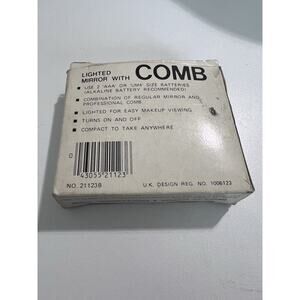 LIGHTED
MIRROR WITH COMB
USE 2 'AAA' OR 'UM4' SIZE BATTERIES
(ALKALINE BATTERY RECOMMENDED)
COMBINATION OF REGULAR MIRROR AND
PROFESSIONAL COMB
LIGHTED FOR EASY MAKEUP VIEWING
TURNS ON AND OFF
COMPACT TO TAKE ANYWHERE
0
43055 21123
NO. 21123B U.K. DESIGN REG. NO. 1006123